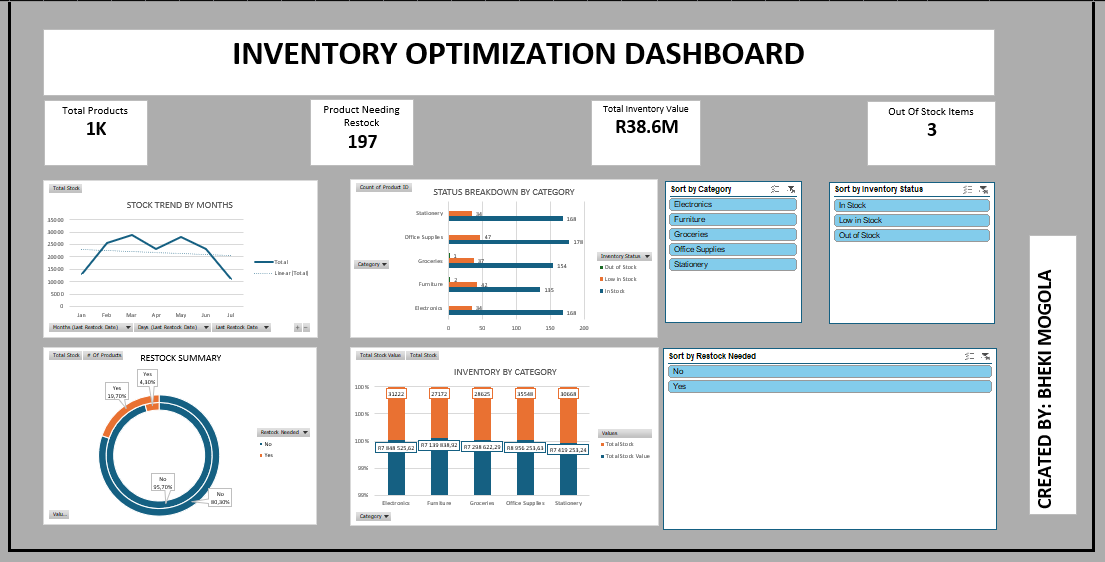 INVENTORY OPTIMIZATION DASHBOARD
Total Products
1K
Product Needing
Restock
197
Total Inventory Value
R38.6M
Out Of Stock Items
3
Total Stock
STOCK TREND BY MONTHS
35000
30000
25000
20000
15000
10000
5000
0
Jan Feb Mar Apr May Jun Jul
Total
Linear (Total)
Months (Last Restock Date) Days (Last Restock Date) Last Restock Date
Count of Product ID
STATUS BREAKDOWN BY CATEGORY
Stationery 34 168
Office Supplies 47 178
Groceries 1 37 154
Furniture 2 42 135
Electronics 34 168
0 50 100 150 200
Category
Inventory Status
Out of Stock
Low in Stock
In Stock
Sort by Category
Electronics
Furniture
Groceries
Office Supplies
Stationery
Sort by Inventory Status
In Stock
Low in Stock
Out of Stock
Total Stock # Of Products
RESTOCK SUMMARY
Yes
4,30%
Yes
19,70%
No
95,70%
No
80,30%
Restock Needed
No
Yes
Valu...
Total Stock Value Total Stock
INVENTORY BY CATEGORY
100%
100%
100%
99%
99%
31222 27172 28625 35548 30668
R7 848 525,62 R7 139 838,92 R7 298 622,29 R8 956 253,63 R7 419 253,24
Electronics Furniture Groceries Office Supplies Stationery
Values
Total Stock
Total Stock Value
Category
Sort by Restock Needed
No
Yes
CREATED BY: BHEKI MOGOLA